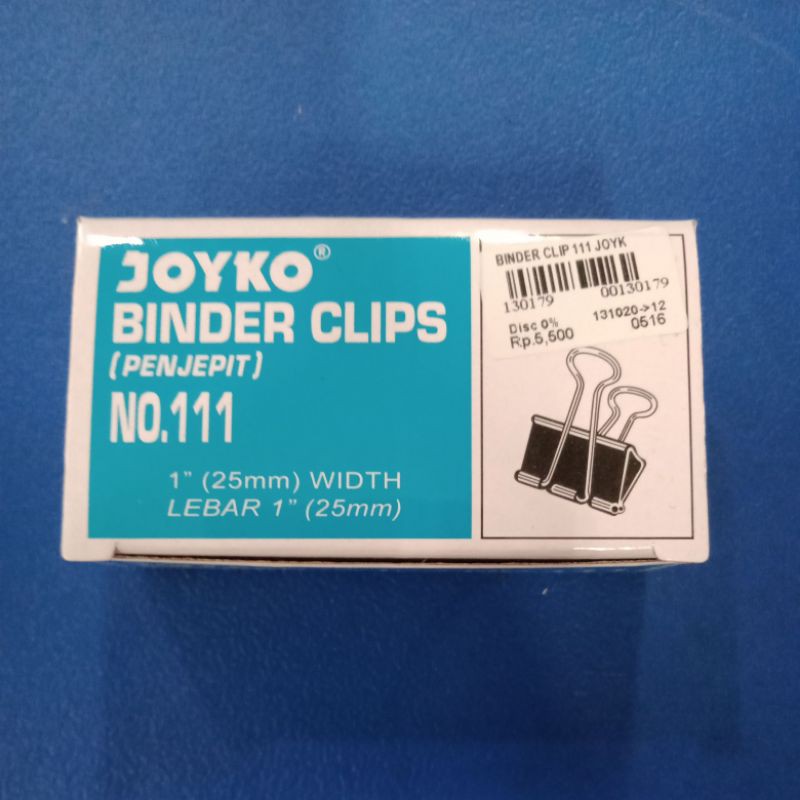 JOYKO®
BINDER CLIPS
(PENJEPIT)
NO.111
1" (25mm) WIDTH
LEBAR 1" (25mm)
BINDER CLIP 111 JOYK
130179 00130179
Disc 0% 131020->12
Rp.5,500 0516